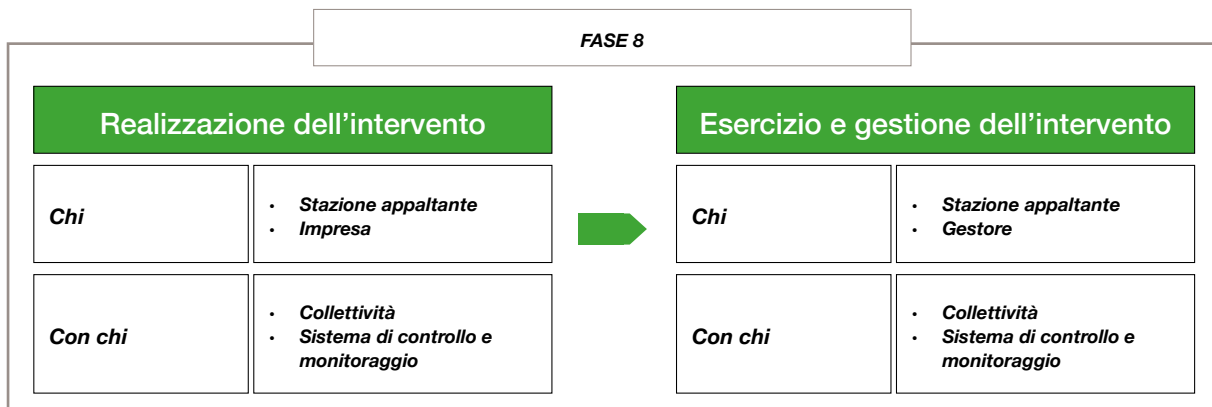 FASE 8
Realizzazione dell'intervento
Chi
• Stazione appaltante
• Impresa
Con chi
• Collettività
• Sistema di controllo e
monitoraggio
Esercizio e gestione dell'intervento
Chi
• Stazione appaltante
• Gestore
Con chi
• Collettività
• Sistema di controllo e
monitoraggio